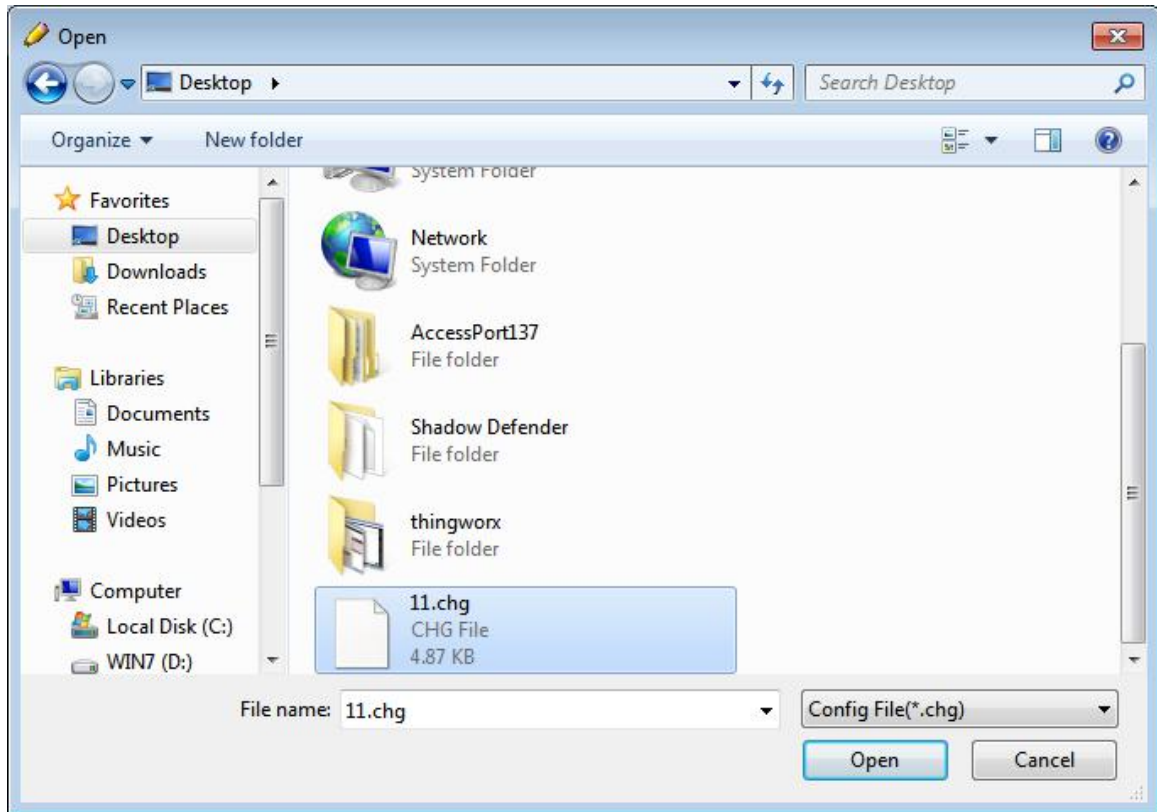 Open
Desktop
Search Desktop
Organize
New folder
Favorites
Desktop
Downloads
Recent Places
Libraries
Documents
Music
Pictures
Videos
Computer
Local Disk (C:)
WIN7 (D:)
System Folder
Network
System Folder
AccessPort137
File folder
Shadow Defender
File folder
thingworx
File folder
11.chg
CHG File
4.87 KB
File name: 11.chg
Config File(*.chg)
Open Cancel